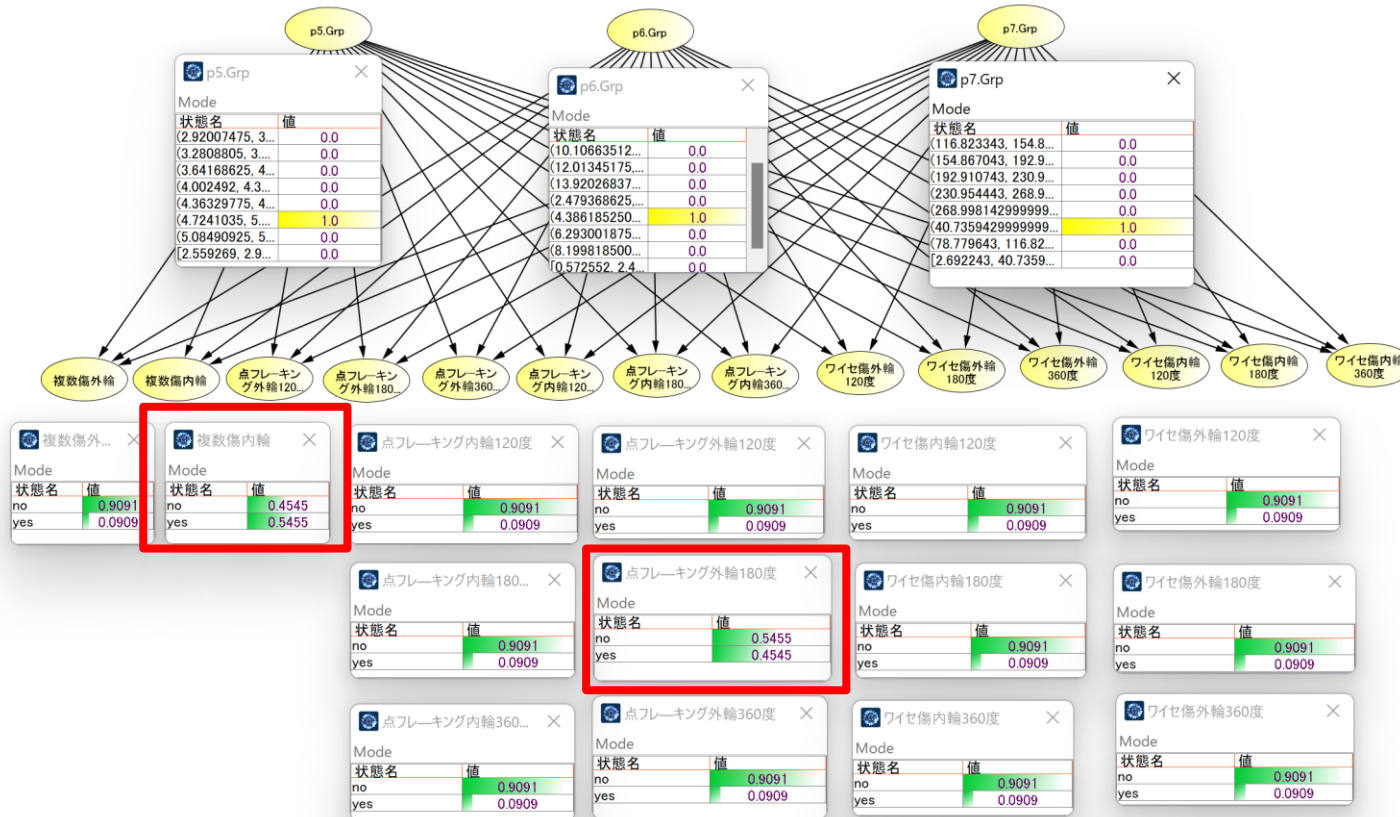 p5.Grp
p6.Grp
p7.Grp
p5.Grp
Mode
状態名 値
(2.92007475, 3... 0.0
(3.2808805, 3.... 0.0
(3.64168625, 4... 0.0
(4.002492, 4.3... 0.0
(4.36329775, 4... 0.0
(4.7241035, 5... 1.0
(5.08490925, 5... 0.0
[2.559269, 2.9... 0.0
p6.Grp
Mode
状態名 値
(10.10663512... 0.0
(12.01345175,... 0.0
(13.92026837... 0.0
(2.479368625,... 0.0
(4.386185250... 1.0
(6.293001875... 0.0
(8.199818500... 0.0
[0.572552, 2.4... 0.0
p7.Grp
Mode
状態名 値
(116.823343, 154.8... 0.0
(154.867043, 192.9... 0.0
(192.910743, 230.9... 0.0
(230.954443, 268.9... 0.0
(268.998142999999... 0.0
(40.7359429999999... 1.0
(78.779643, 116.82... 0.0
[2.692243, 40.7359... 0.0
複数傷外輪
複数傷内輪
点フレーキン
グ外輪120...
点フレーキン
グ外輪180...
点フレーキン
グ外輪360...
点フレーキン
グ内輪120...
点フレーキン
グ内輪180...
点フレーキン
グ内輪360...
ワイセ傷外輪
120度
ワイセ傷外輪
180度
ワイセ傷外輪
360度
ワイセ傷内輪
120度
ワイセ傷内輪
180度
ワイセ傷内輪
360度
複数傷外...
Mode
状態名 値
no 0.9091
yes 0.0909
複数傷内輪
Mode
状態名 値
no 0.4545
yes 0.5455
点フレーキング内輪120度
Mode
状態名 値
no 0.9091
yes 0.0909
点フレーキング外輪120度
Mode
状態名 値
no 0.9091
yes 0.0909
ワイセ傷内輪120度
Mode
状態名 値
no 0.9091
yes 0.0909
ワイセ傷外輪120度
Mode
状態名 値
no 0.9091
yes 0.0909
点フレーキング内輪180...
Mode
状態名 値
no 0.9091
yes 0.0909
点フレーキング外輪180度
Mode
状態名 値
no 0.5455
yes 0.4545
ワイセ傷内輪180度
Mode
状態名 値
no 0.9091
yes 0.0909
ワイセ傷外輪180度
Mode
状態名 値
no 0.9091
yes 0.0909
点フレーキング内輪360...
Mode
状態名 値
no 0.9091
yes 0.0909
点フレーキング外輪360度
Mode
状態名 値
no 0.9091
yes 0.0909
ワイセ傷内輪360度
Mode
状態名 値
no 0.9091
yes 0.0909
ワイセ傷外輪360度
Mode
状態名 値
no 0.9091
yes 0.0909